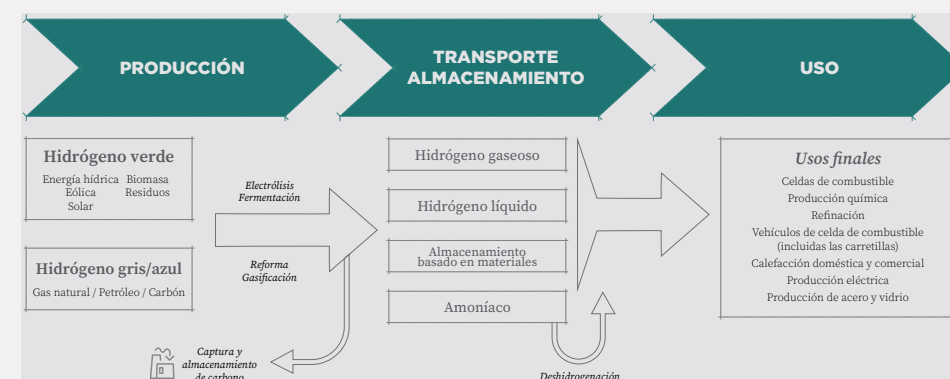 PRODUCCIÓN
TRANSPORTE
ALMACENAMIENTO
USO
Hidrógeno verde
Energía hídrica Biomasa
Eólica Residuos
Solar
Hidrógeno gris/azul
Gas natural / Petróleo / Carbón
Electrólisis
Fermentación
Reforma
Gasificación
Captura y
almacenamiento
de carbono
Hidrógeno gaseoso
Hidrógeno líquido
Almacenamiento
basado en materiales
Amoníaco
Deshidrogenación
Usos finales
Celdas de combustible
Producción química
Refinación
Vehículos de celda de combustible
(incluidas las carretillas)
Calefacción doméstica y comercial
Producción eléctrica
Producción de acero y vidrio